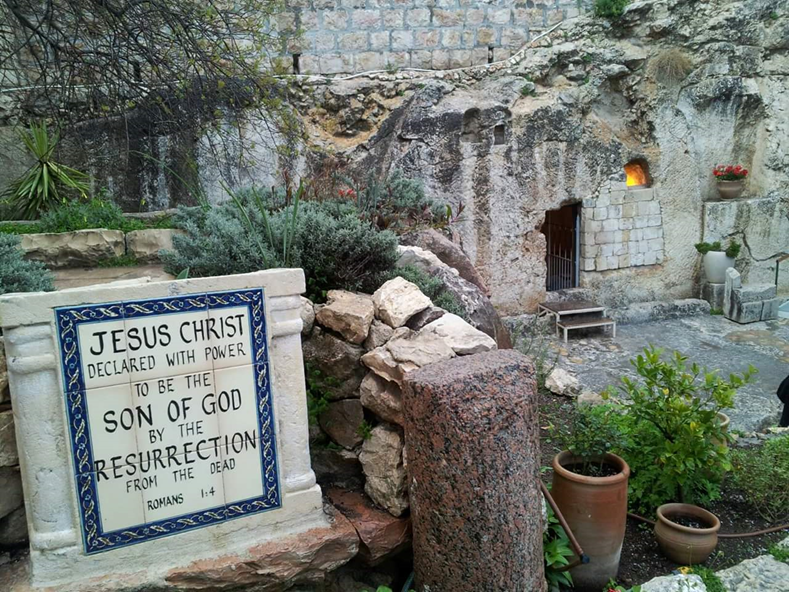 JESUS CHRIST
DECLARED WITH POWER
TO BE THE
SON OF GOD
BY THE
RESURRECTION
FROM THE DEAD
ROMANS 1:4